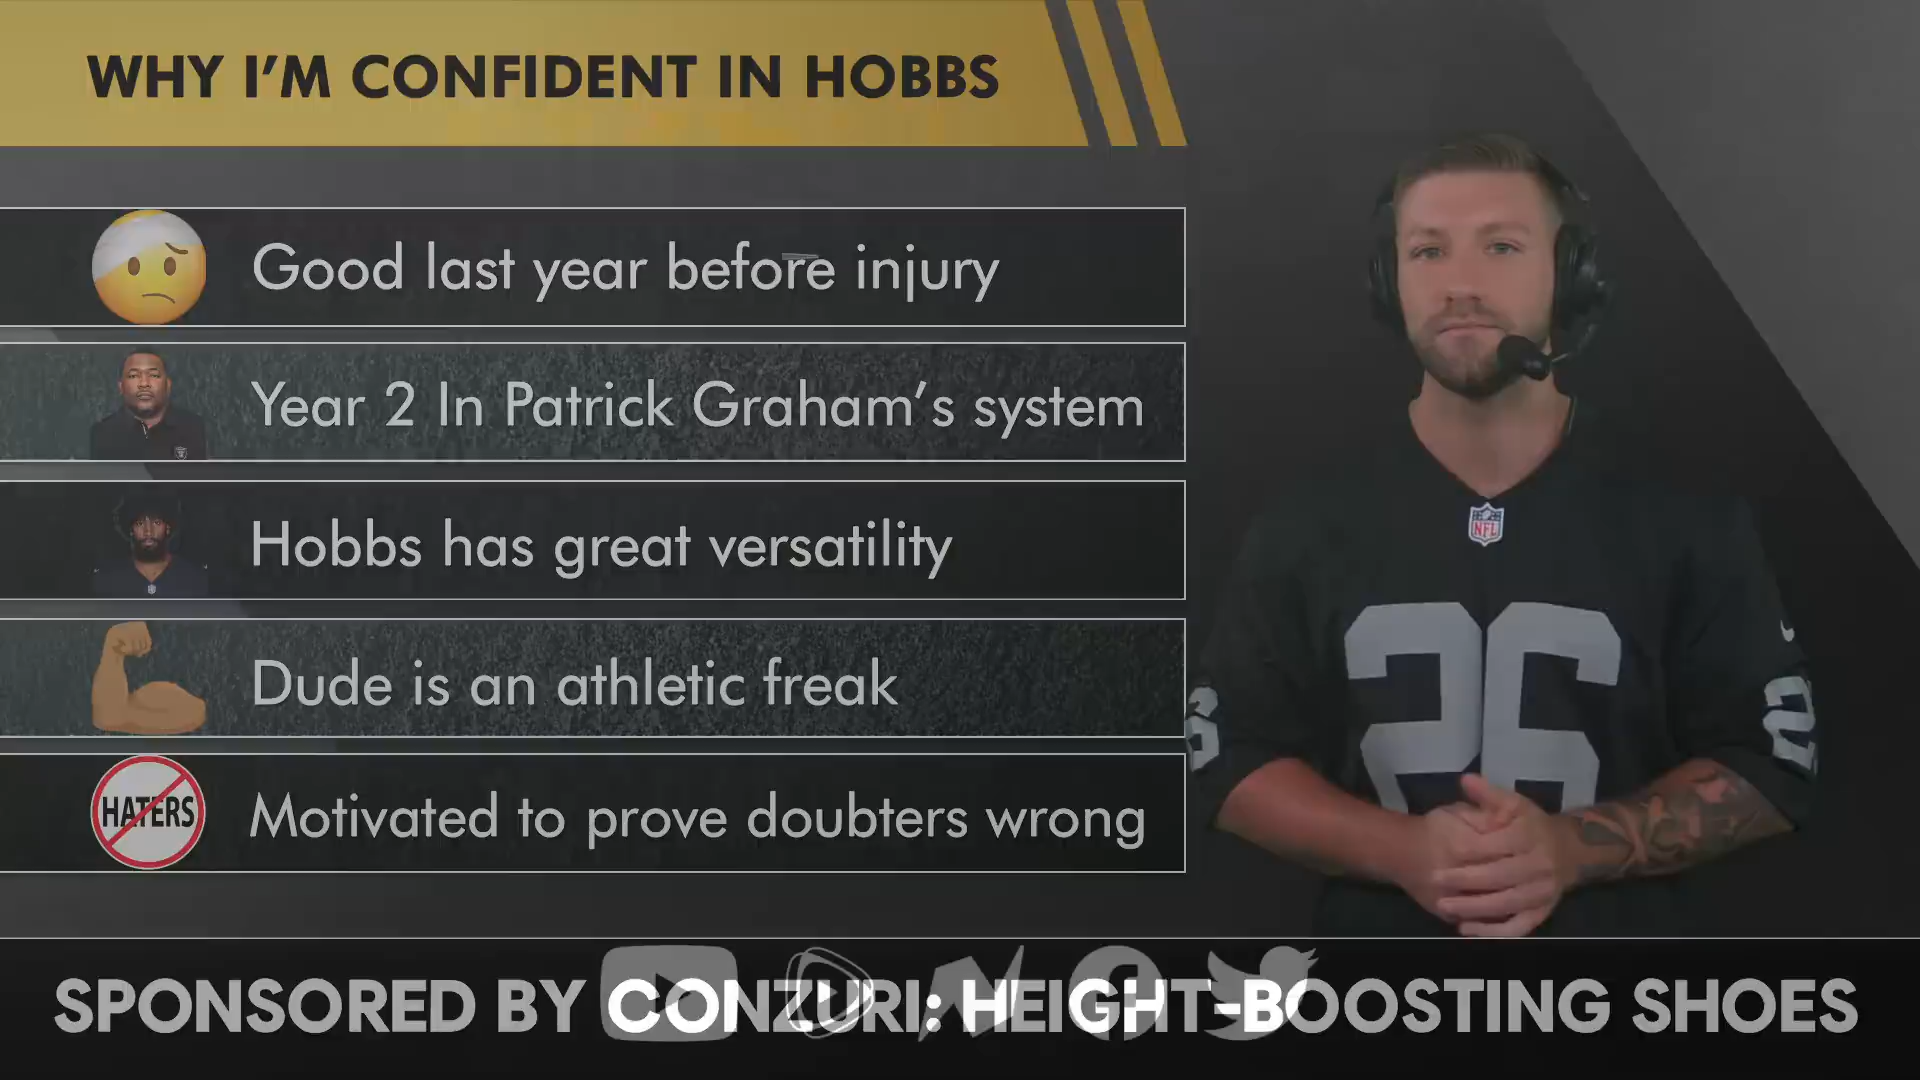 WHY I'M CONFIDENT IN HOBBS
Good last year before injury
Year 2 In Patrick Graham's system
Hobbs has great versatility
Dude is an athletic freak
HATERS
Motivated to prove doubters wrong
NFL
26
2
SPONSORED BY CONZURI: HEIGHT-BOOSTING SHOES